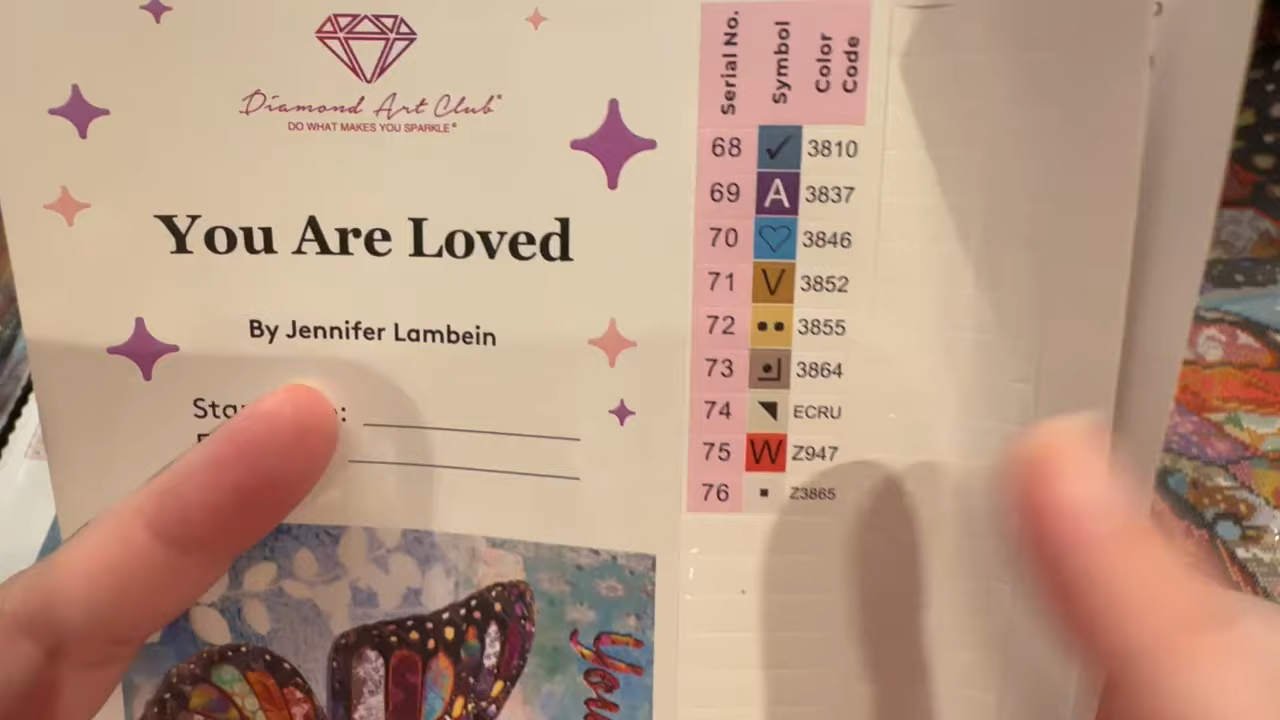 Diamond Art Club®
DO WHAT MAKES YOU SPARKLE®
You Are Loved
By Jennifer Lambein
Serial No. Symbol Color Code
68 ✓ 3810
69 A 3837
70 ♡ 3846
71 V 3852
72 •• 3855
73 3864
74 ◥ ECRU
75 W Z947
76 ▪ Z3865
You